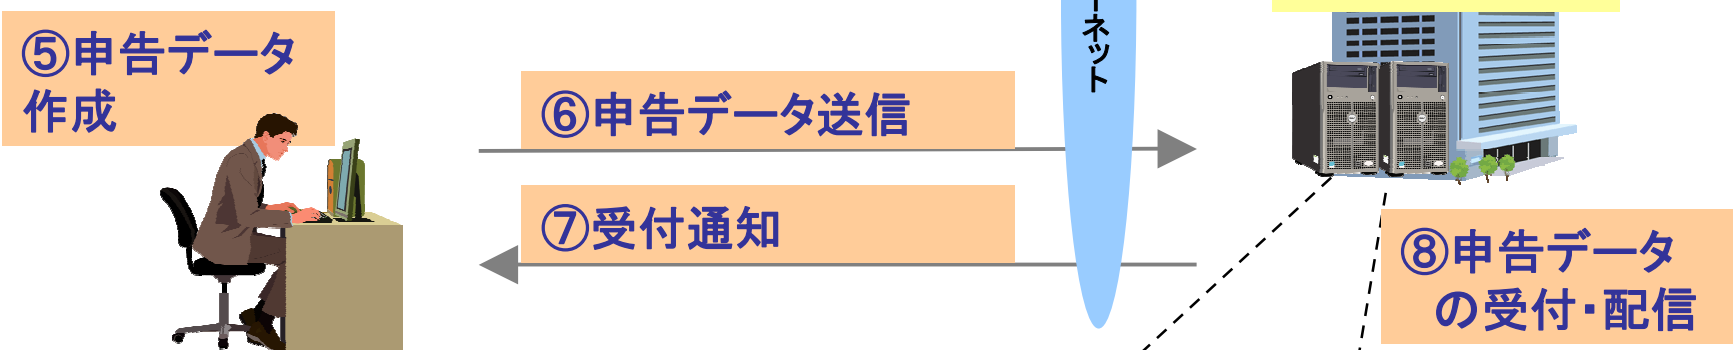 ⑤申告データ
作成
ーネット
⑥申告データ送信
⑦受付通知
⑧申告データ
の受付・配信